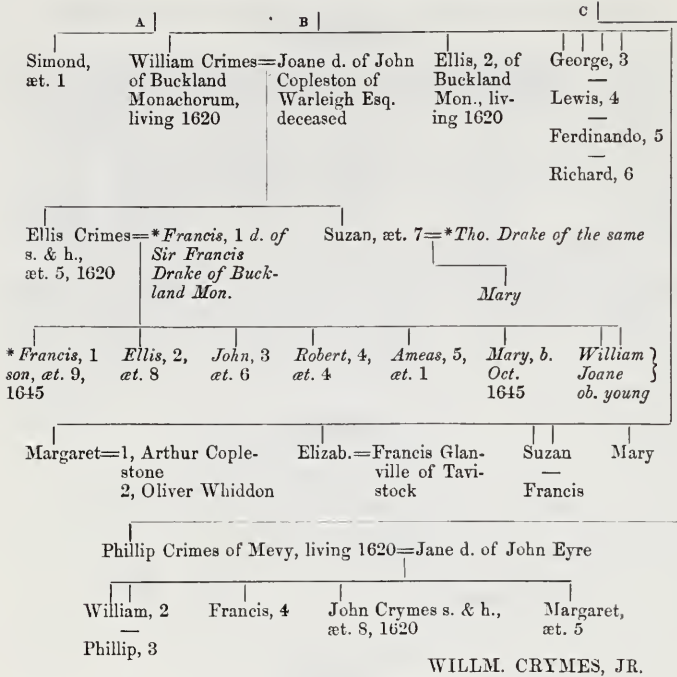 A B C
Simond, William Crimes=Joane d. of John Ellis, 2, of George, 3
æt. 1 of Buckland Copleston of Buckland —
Monachorum, Warleigh Esq. Mon., liv- Lewis, 4
living 1620 deceased ing 1620 —
Ferdinando, 5
—
Richard, 6
Ellis Crimes=*Francis, 1 d. of Suzan, æt. 7=*Tho. Drake of the same
s. & h., Sir Francis
æt. 5, 1620 Drake of Buck-
land Mon. Mary
*Francis, 1 Ellis, 2, John, 3 Robert, 4, Ameas, 5, Mary, b. William }
son, æt. 9, æt. 8 æt. 6 æt. 4 æt. 1 Oct. Joane
1645 1645 ob. young
Margaret=1, Arthur Cople- Elizab.=Francis Glan- Suzan Mary
stone ville of Tavi- —
2, Oliver Whiddon stock Francis
Phillip Crimes of Mevy, living 1620=Jane d. of John Eyre
William, 2 Francis, 4 John Crymes s. & h., Margaret,
— æt. 8, 1620 æt. 5
Phillip, 3
WILLM. CRYMES, JR.